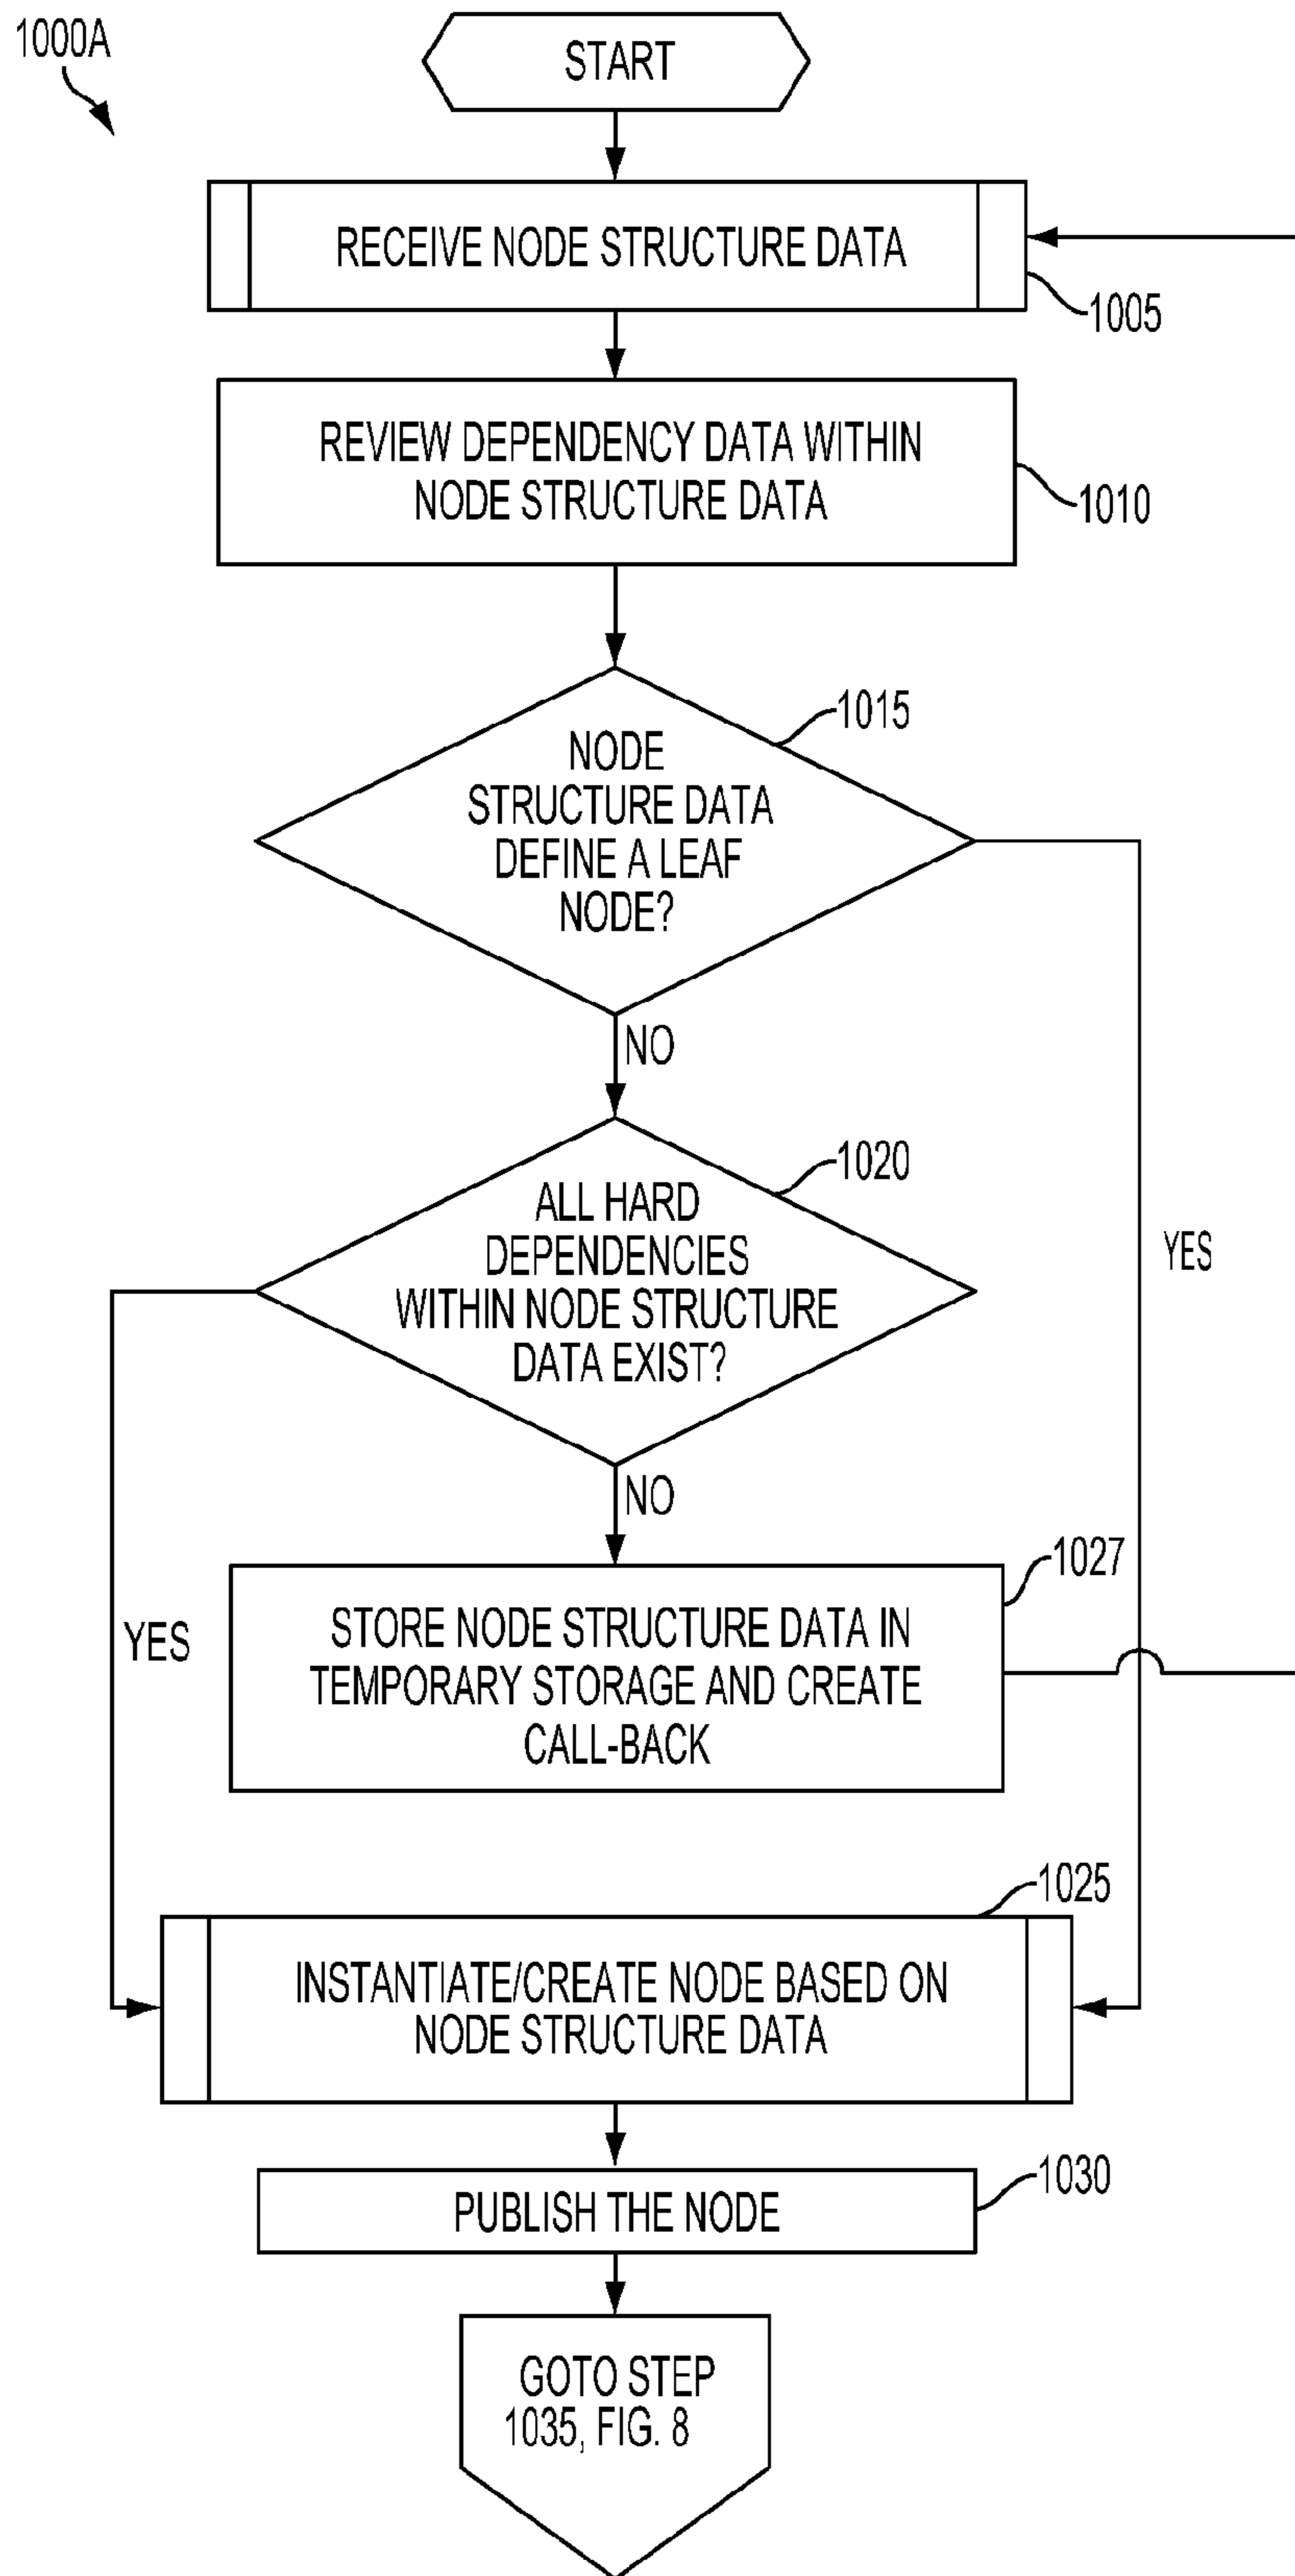 1000A
START
RECEIVE NODE STRUCTURE DATA
1005
REVIEW DEPENDENCY DATA WITHIN
NODE STRUCTURE DATA
1010
1015
NODE
STRUCTURE DATA
DEFINE A LEAF
NODE?
NO
1020
ALL HARD
DEPENDENCIES
WITHIN NODE STRUCTURE
DATA EXIST?
YES
NO
1027
STORE NODE STRUCTURE DATA IN
TEMPORARY STORAGE AND CREATE
CALL-BACK
YES
1025
INSTANTIATE/CREATE NODE BASED ON
NODE STRUCTURE DATA
1030
PUBLISH THE NODE
GOTO STEP
1035, FIG. 8